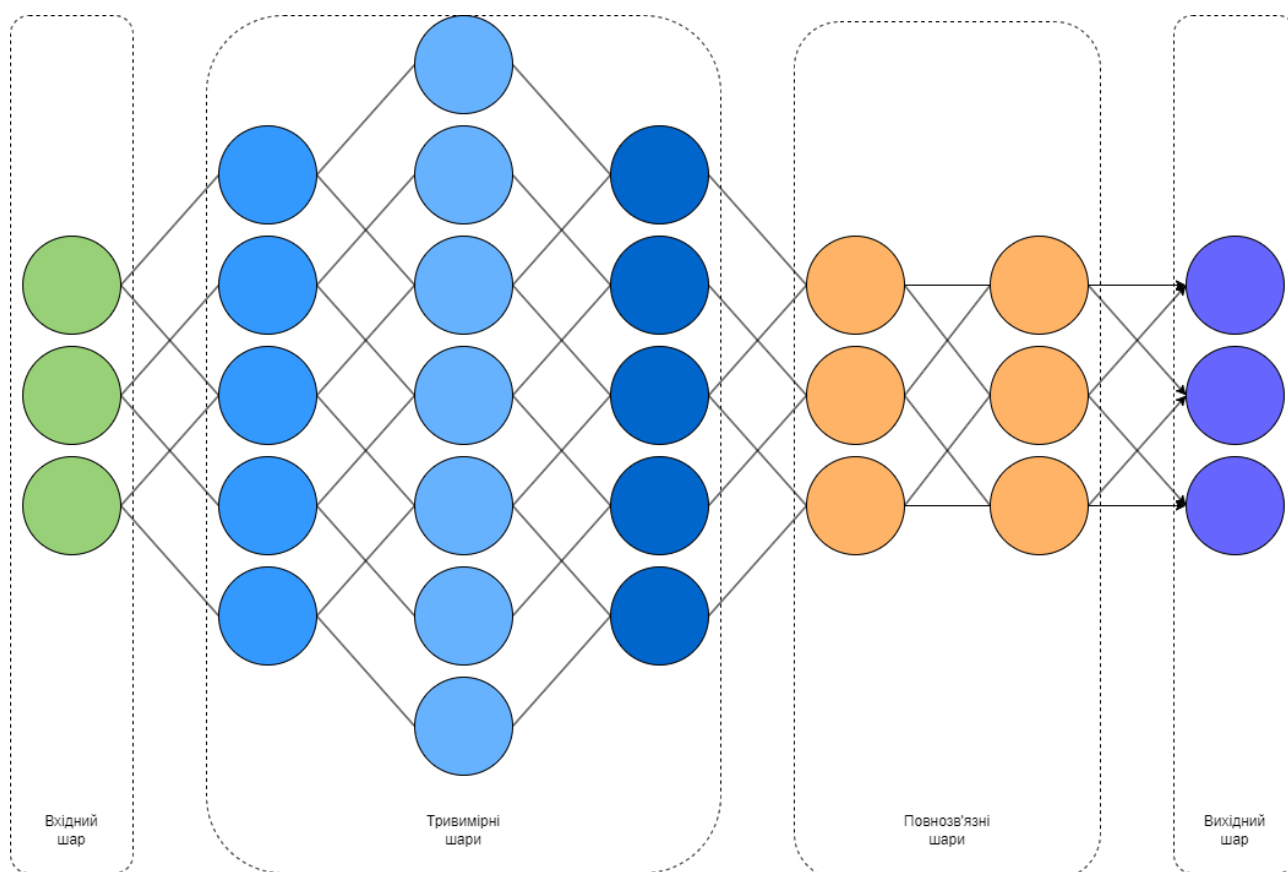 Вхідний
шар
Тривимірні
шари
Повнозв'язні
шари
Вихідний
шар